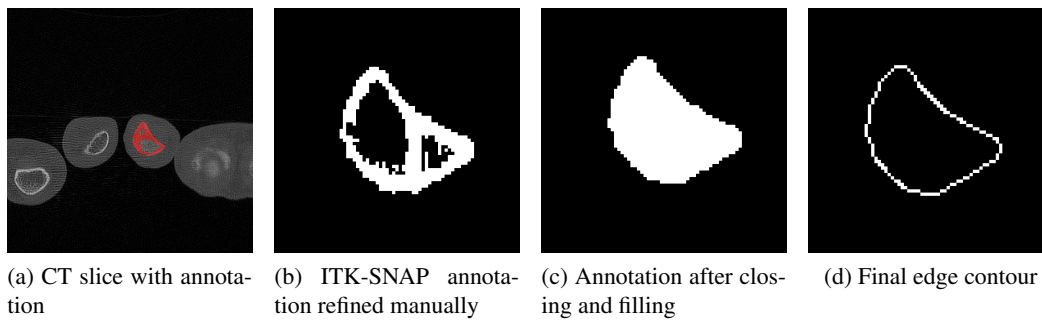 (a) CT slice with annota-
tion
(b) ITK-SNAP annota-
tion refined manually
(c) Annotation after clos-
ing and filling
(d) Final edge contour